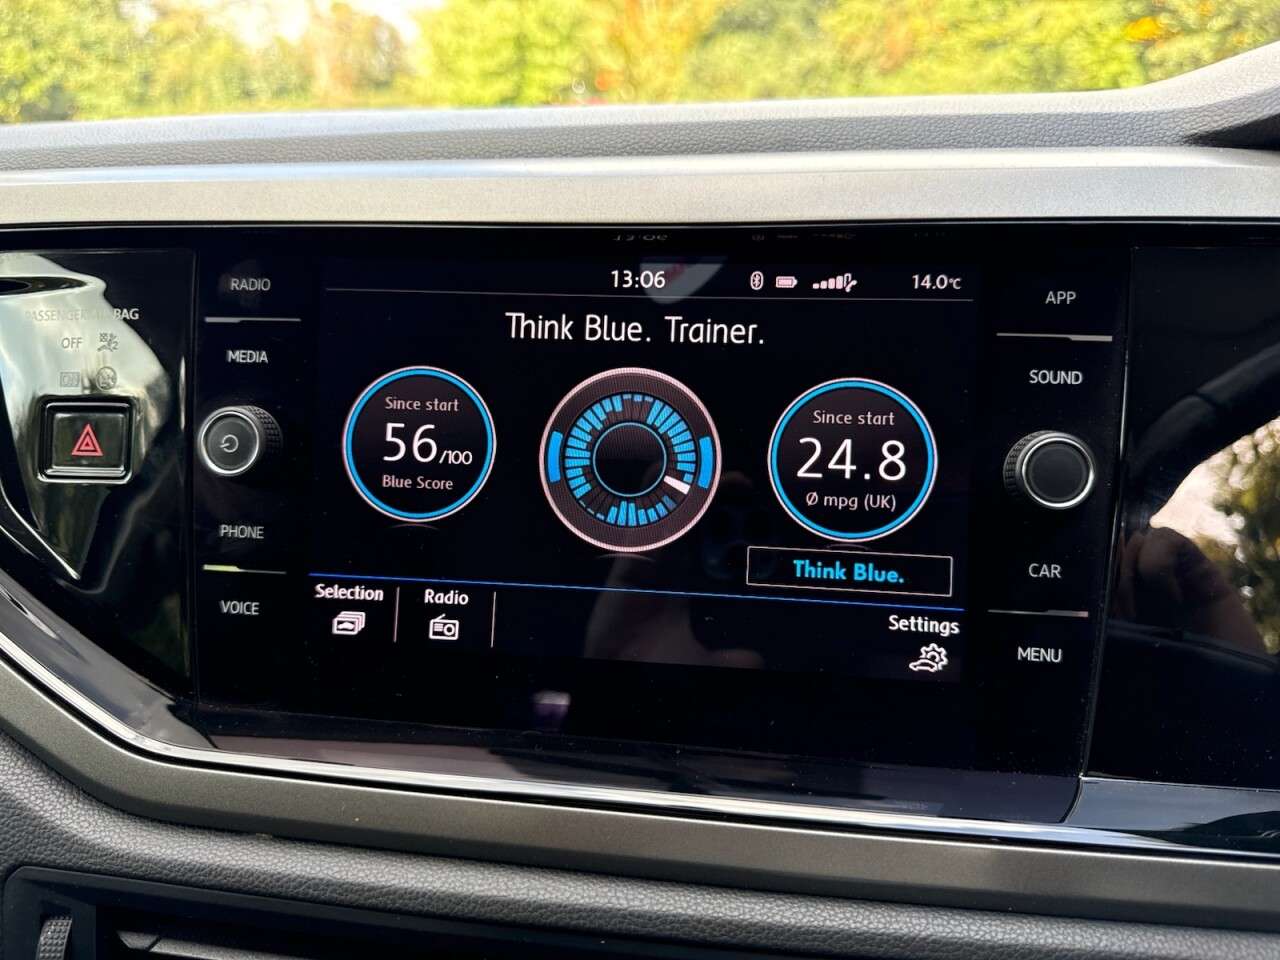 13:06
14.0°C
Think Blue. Trainer.
Since start
56/100
Blue Score
Since start
24.8
Ø mpg (UK)
Think Blue.
Selection
Radio
Settings
RADIO
MEDIA
PHONE
VOICE
APP
SOUND
CAR
MENU
OFF